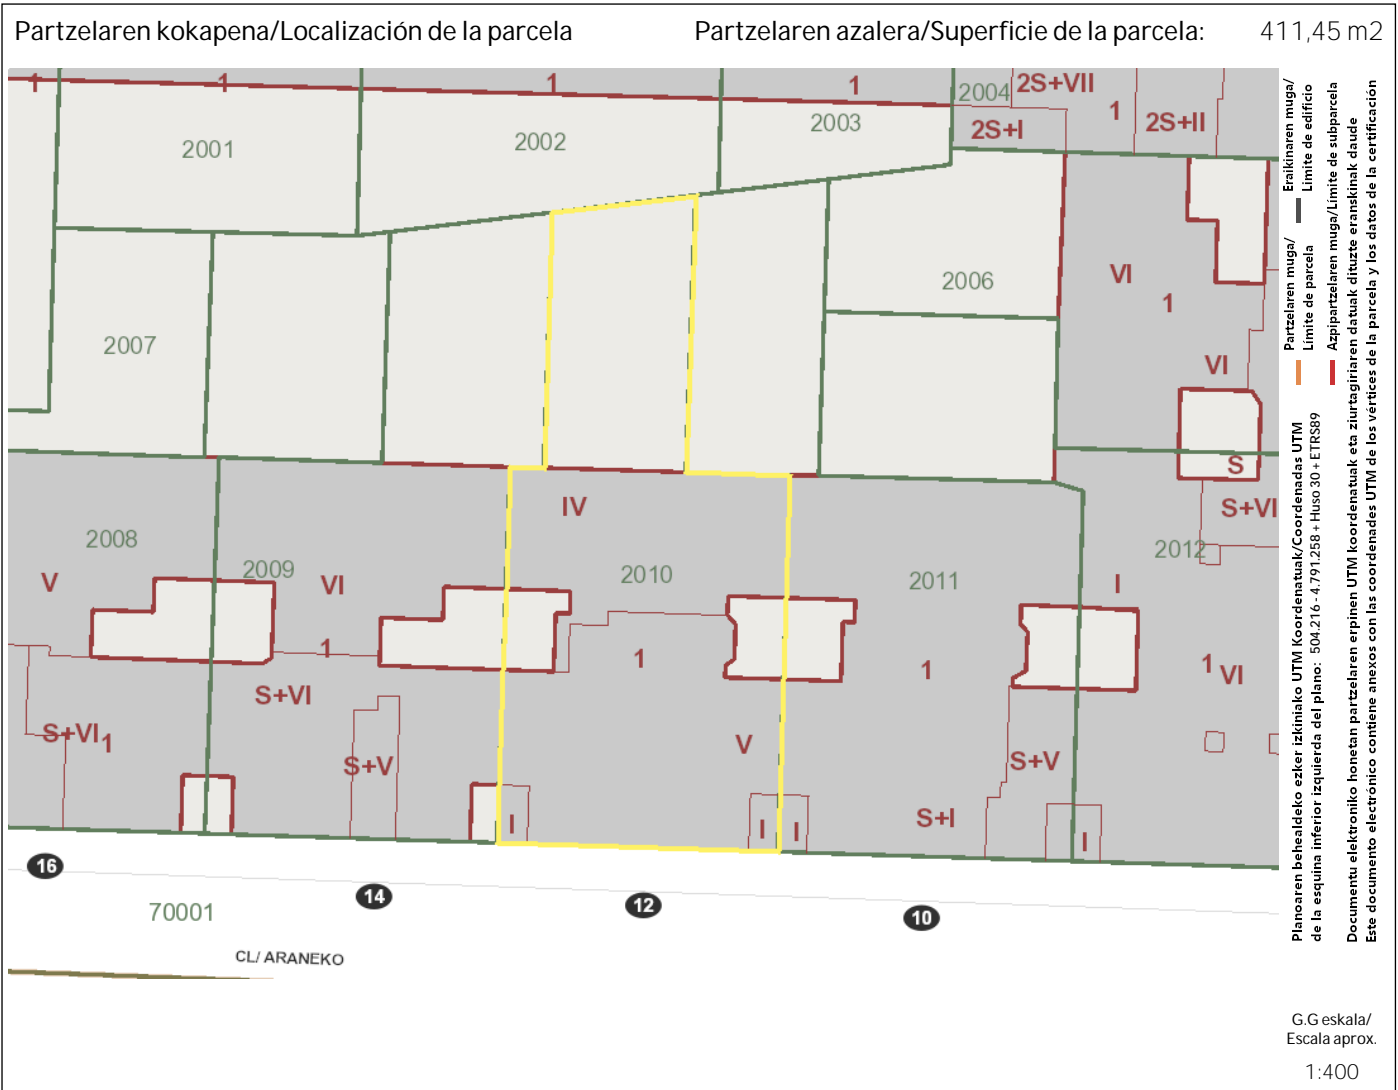 Partzelaren kokapena/Localización de la parcela
Partzelaren azalera/Superficie de la parcela: 411,45 m2
1
1
1
1
2004
2S+VII
1
2S+II
2S+I
2001
2002
2003
2006
VI
1
2007
VI
S
S+VI
2012
IV
2008
2009
2010
2011
V
VI
I
1
1
1
1
VI
S+VI
S+VI
1
S+V
V
S+V
S+I
I
I
I
I
16
14
12
10
70001
CL/ ARANEKO
Eraikinaren muga/
Límite de edificio
Azpipartzelaren muga/Límite de subparcela
Partzelaren muga/
Límite de parcela
Planoaren behealdeko ezker izkiniako UTM Koordenatuak/Coordenadas UTM
de la esquina inferior izquierda del plano: 504.216 - 4.791.258 + Huso 30 + ETRS89
Documentu elektroniko honetan partzelaren erpinen UTM koordenatuak eta ziurtagiriaren datuak dituzte eranskinak daude
Este documento electrónico contiene anexos con las coordenadas UTM de los vértices de la parcela y los datos de la certificación
G.G eskala/
Escala aprox.
1:400